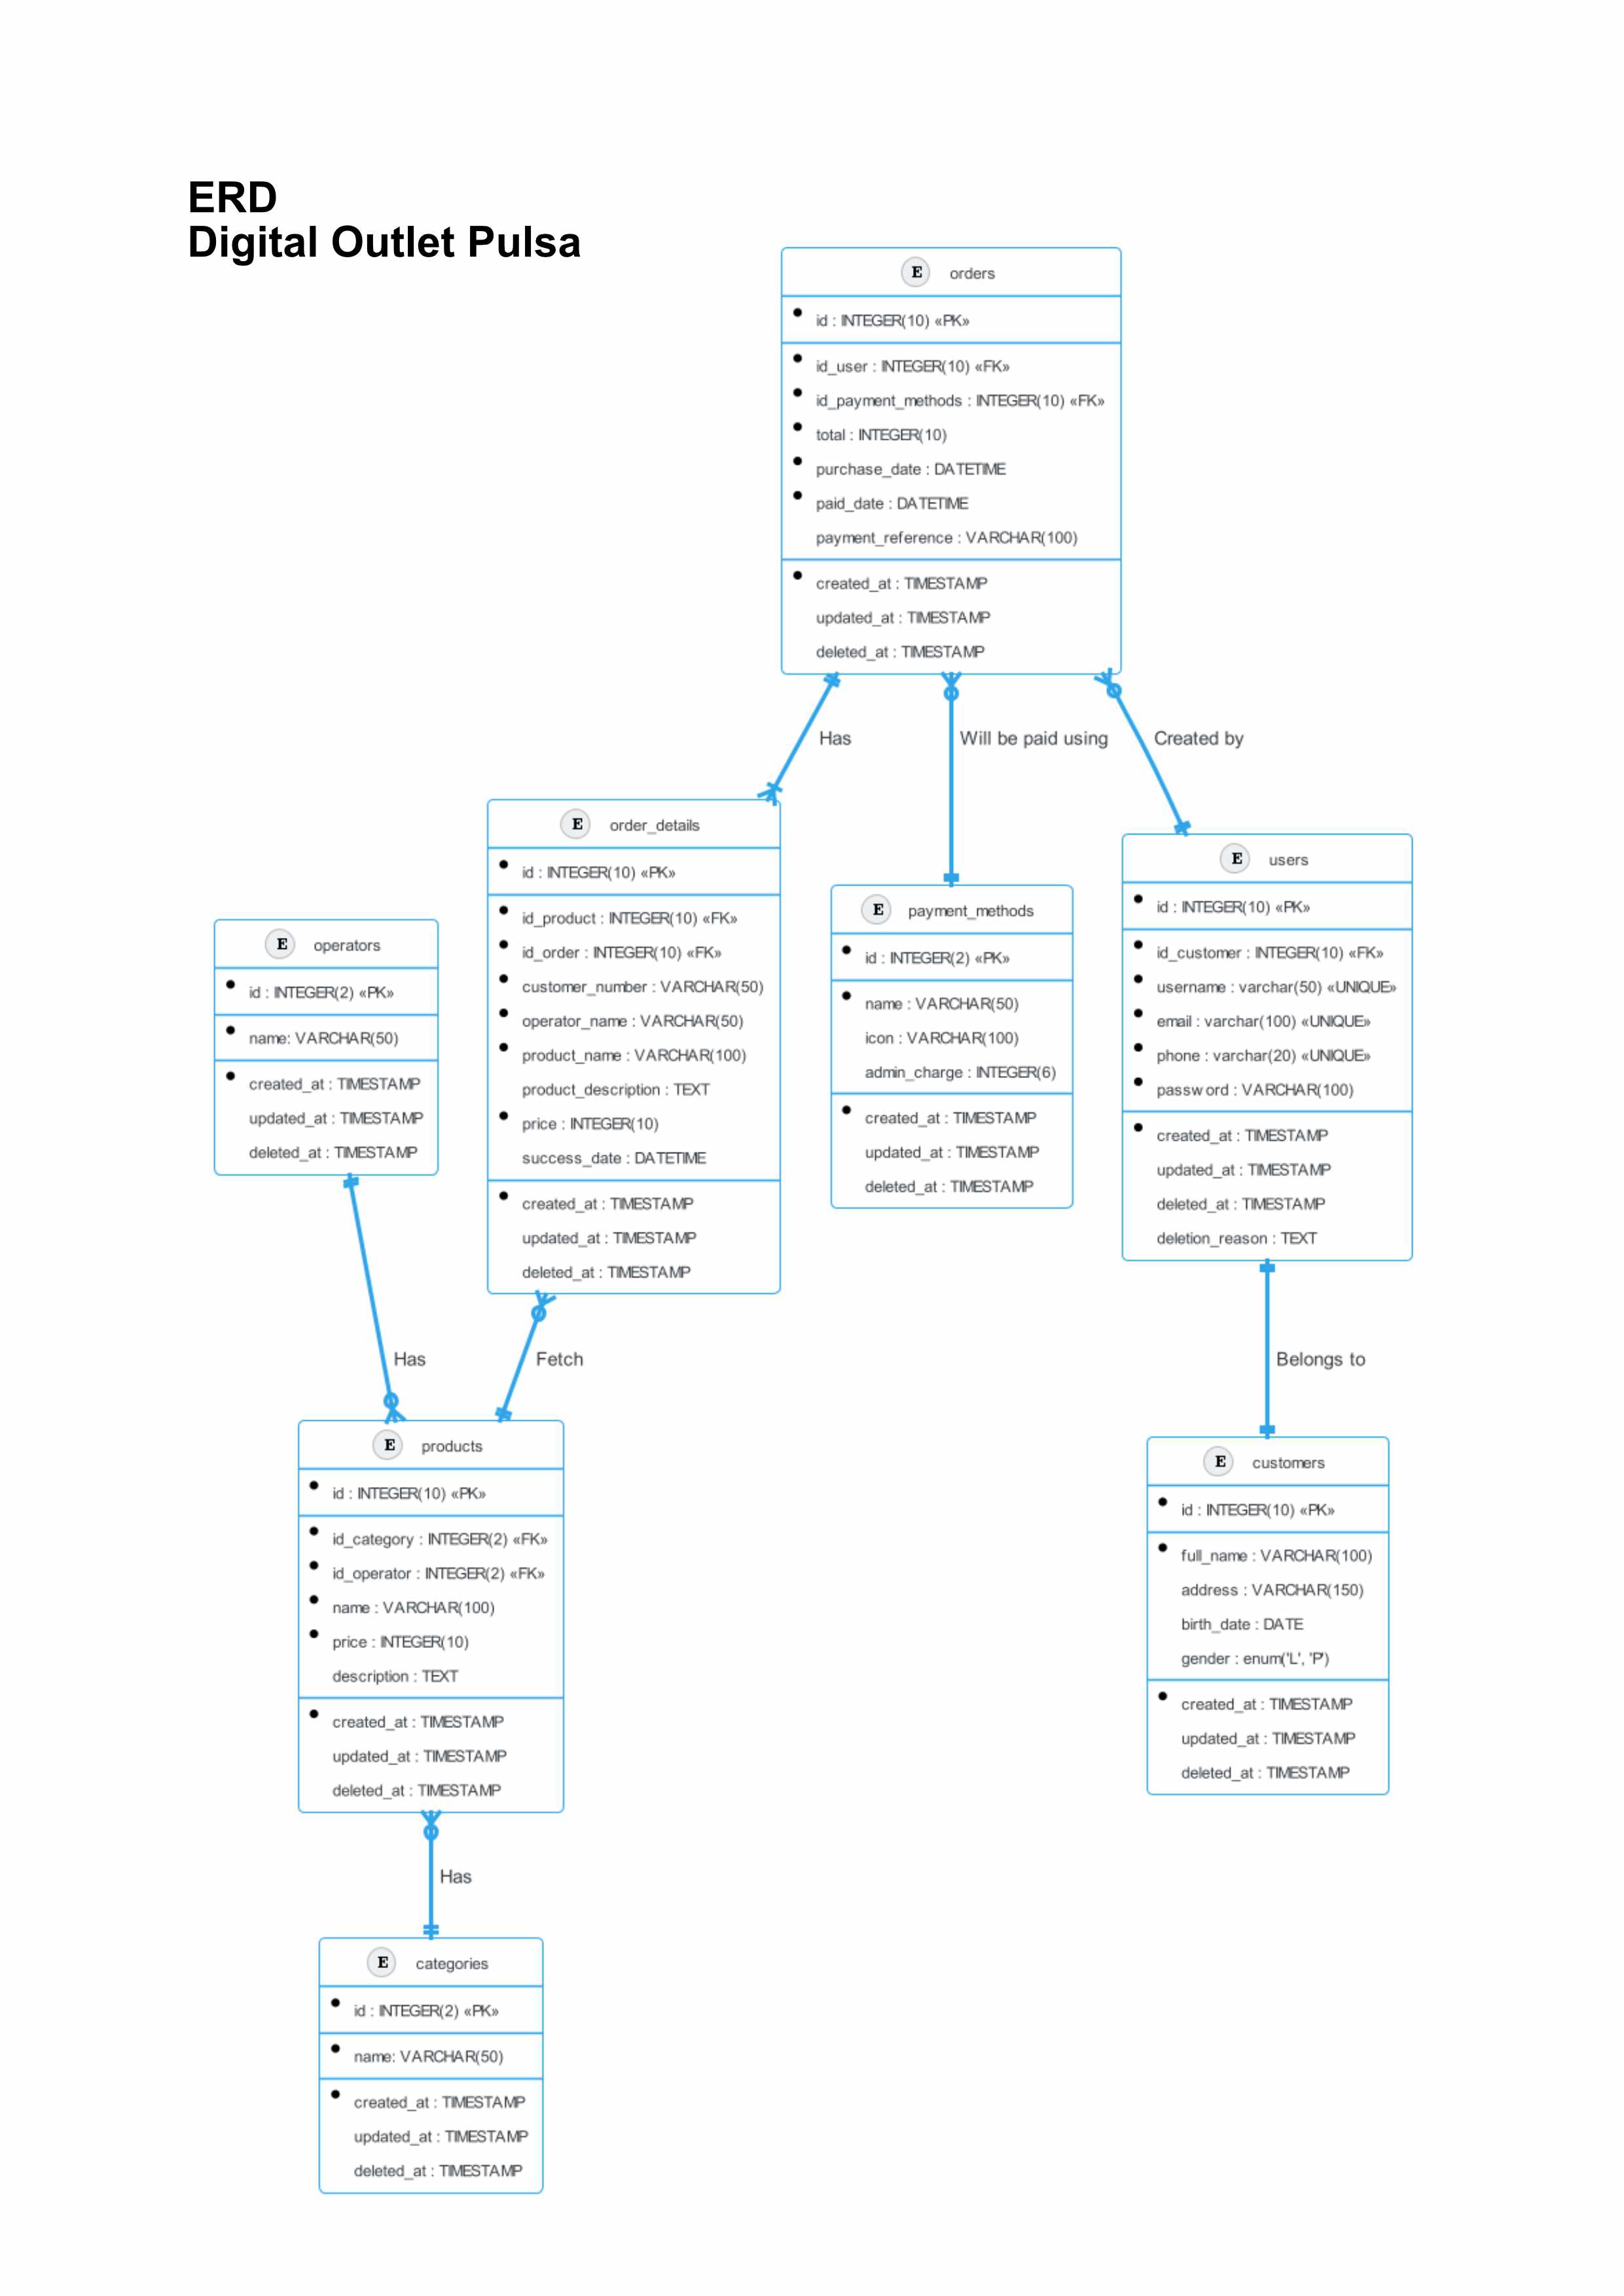 ERD
Digital Outlet Pulsa
E orders
id : INTEGER(10) «PK»
id_user : INTEGER(10) «FK»
id_payment_methods : INTEGER(10) «FK»
total : INTEGER(10)
purchase_date : DATETIME
paid_date : DATETIME
payment_reference : VARCHAR(100)
created_at : TIMESTAMP
updated_at : TIMESTAMP
deleted_at : TIMESTAMP
Has
Will be paid using
Created by
E order_details
id : INTEGER(10) «PK»
id_product : INTEGER(10) «FK»
id_order : INTEGER(10) «FK»
customer_number : VARCHAR(50)
operator_name : VARCHAR(50)
product_name : VARCHAR(100)
product_description : TEXT
price : INTEGER(10)
success_date : DATETIME
created_at : TIMESTAMP
updated_at : TIMESTAMP
deleted_at : TIMESTAMP
E payment_methods
id : INTEGER(2) «PK»
name : VARCHAR(50)
icon : VARCHAR(100)
admin_charge : INTEGER(6)
created_at : TIMESTAMP
updated_at : TIMESTAMP
deleted_at : TIMESTAMP
E users
id : INTEGER(10) «PK»
id_customer : INTEGER(10) «FK»
username : varchar(50) «UNIQUE»
email : varchar(100) «UNIQUE»
phone : varchar(20) «UNIQUE»
password : VARCHAR(100)
created_at : TIMESTAMP
updated_at : TIMESTAMP
deleted_at : TIMESTAMP
deletion_reason : TEXT
E operators
id : INTEGER(2) «PK»
name: VARCHAR(50)
created_at : TIMESTAMP
updated_at : TIMESTAMP
deleted_at : TIMESTAMP
Has
Fetch
Belongs to
E products
id : INTEGER(10) «PK»
id_category : INTEGER(2) «FK»
id_operator : INTEGER(2) «FK»
name : VARCHAR(100)
price : INTEGER(10)
description : TEXT
created_at : TIMESTAMP
updated_at : TIMESTAMP
deleted_at : TIMESTAMP
E customers
id : INTEGER(10) «PK»
full_name : VARCHAR(100)
address : VARCHAR(150)
birth_date : DATE
gender : enum('L', 'P')
created_at : TIMESTAMP
updated_at : TIMESTAMP
deleted_at : TIMESTAMP
Has
E categories
id : INTEGER(2) «PK»
name: VARCHAR(50)
created_at : TIMESTAMP
updated_at : TIMESTAMP
deleted_at : TIMESTAMP